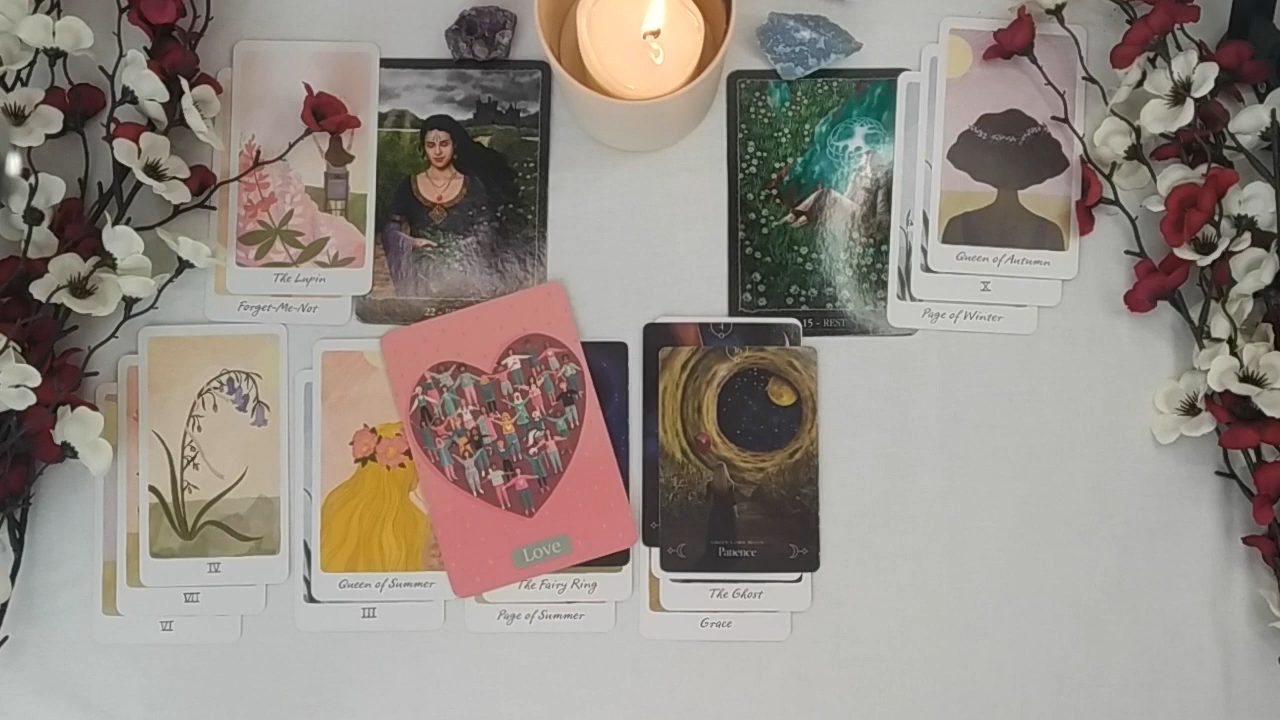 The Lupin
Forget-Me-Not
22 -
15 - REST
Queen of Autumn
X
Page of Winter
IV
VII
VI
Queen of Summer
III
Love
The Fairy Ring
Page of Summer
Patience
The Ghost
Grace